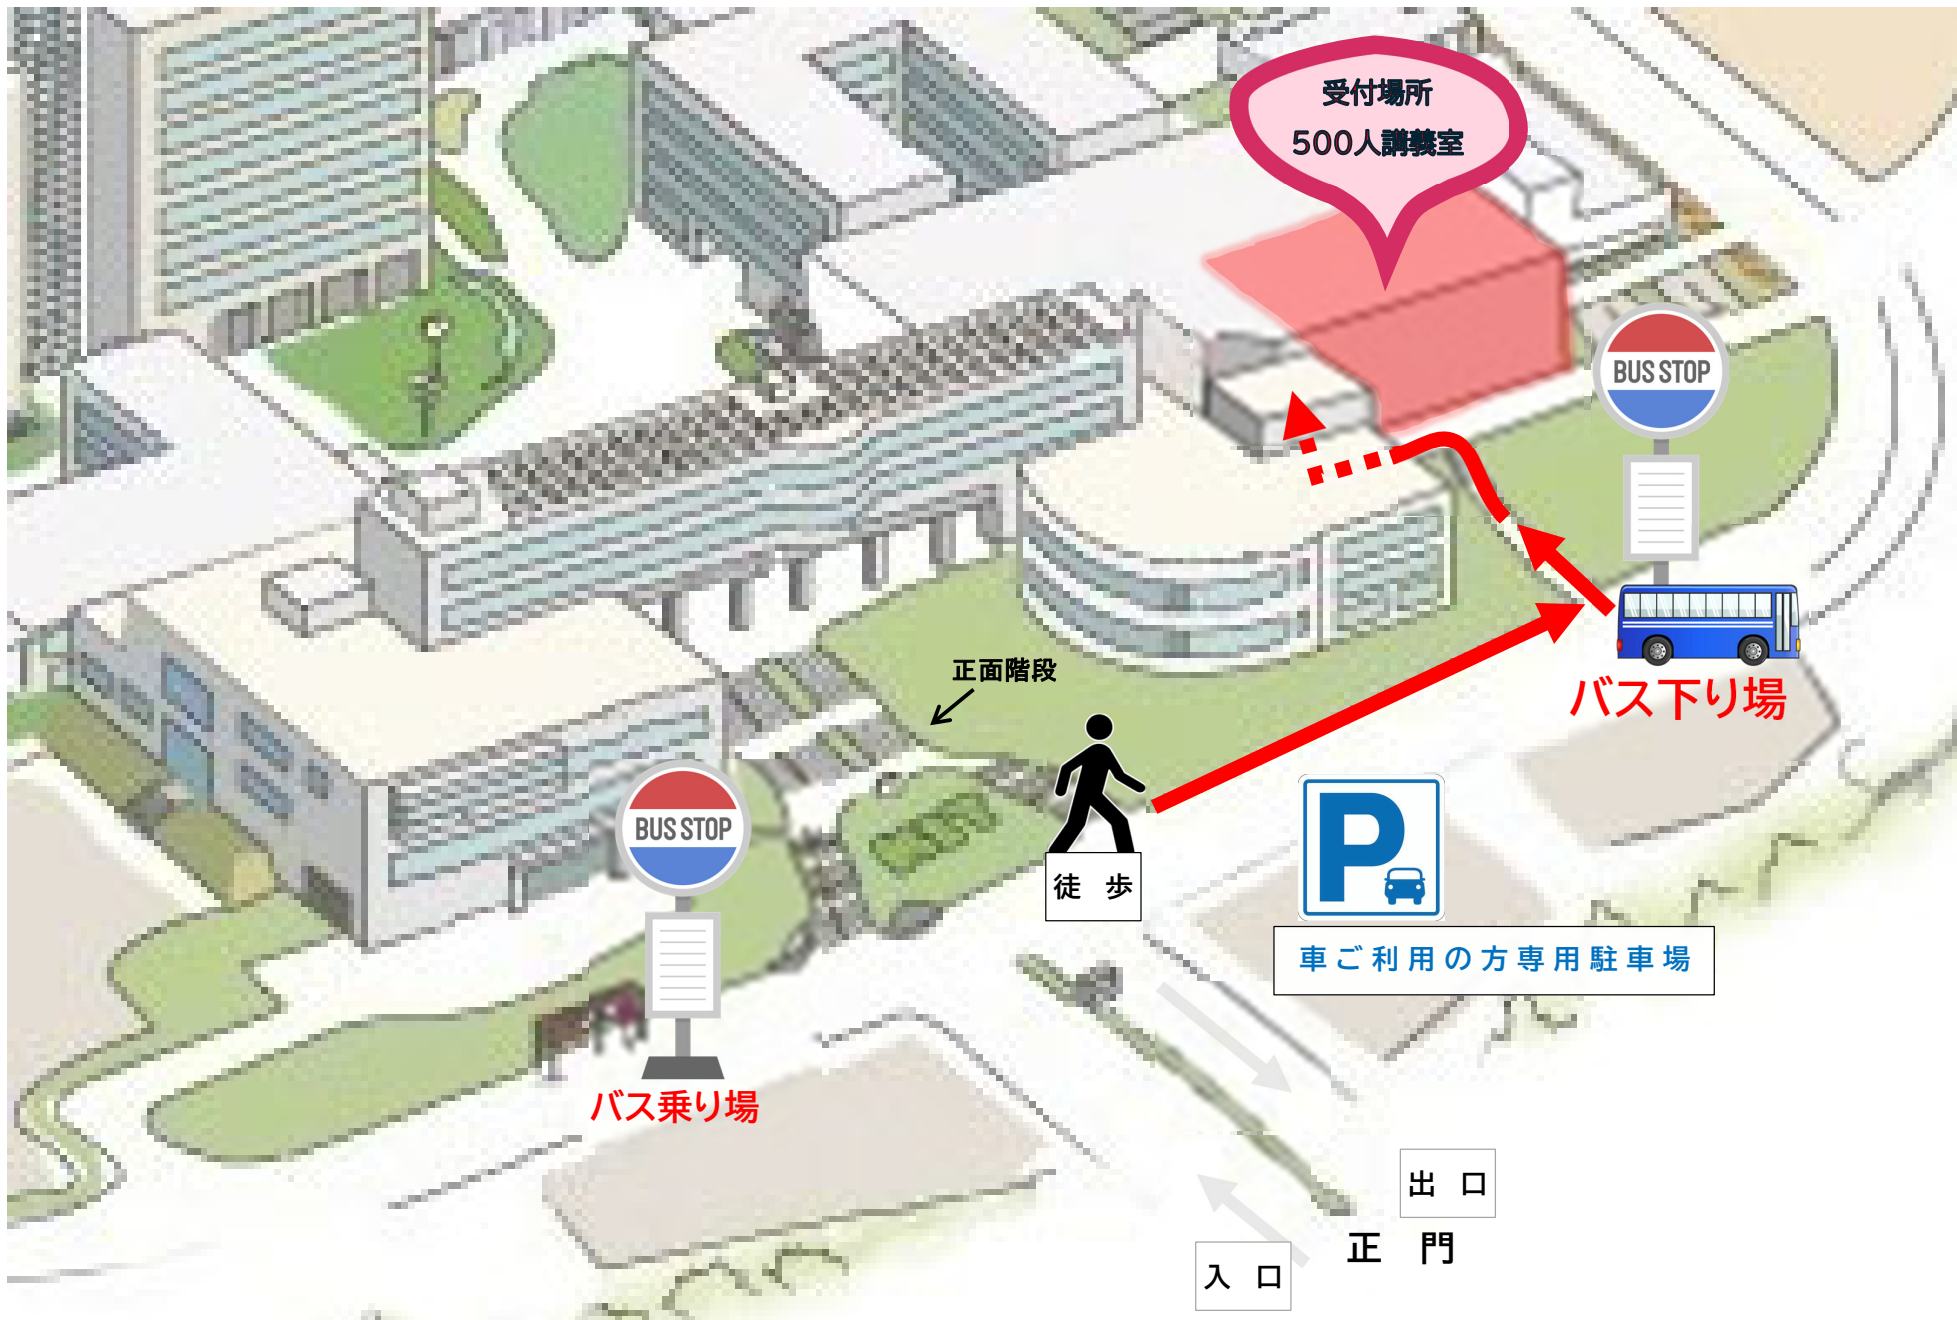 受付場所
500人講義室
BUS STOP
バス下り場
正面階段
BUS STOP
徒 歩
P
車ご利用の方専用駐車場
バス乗り場
出 口
正 門
入 口